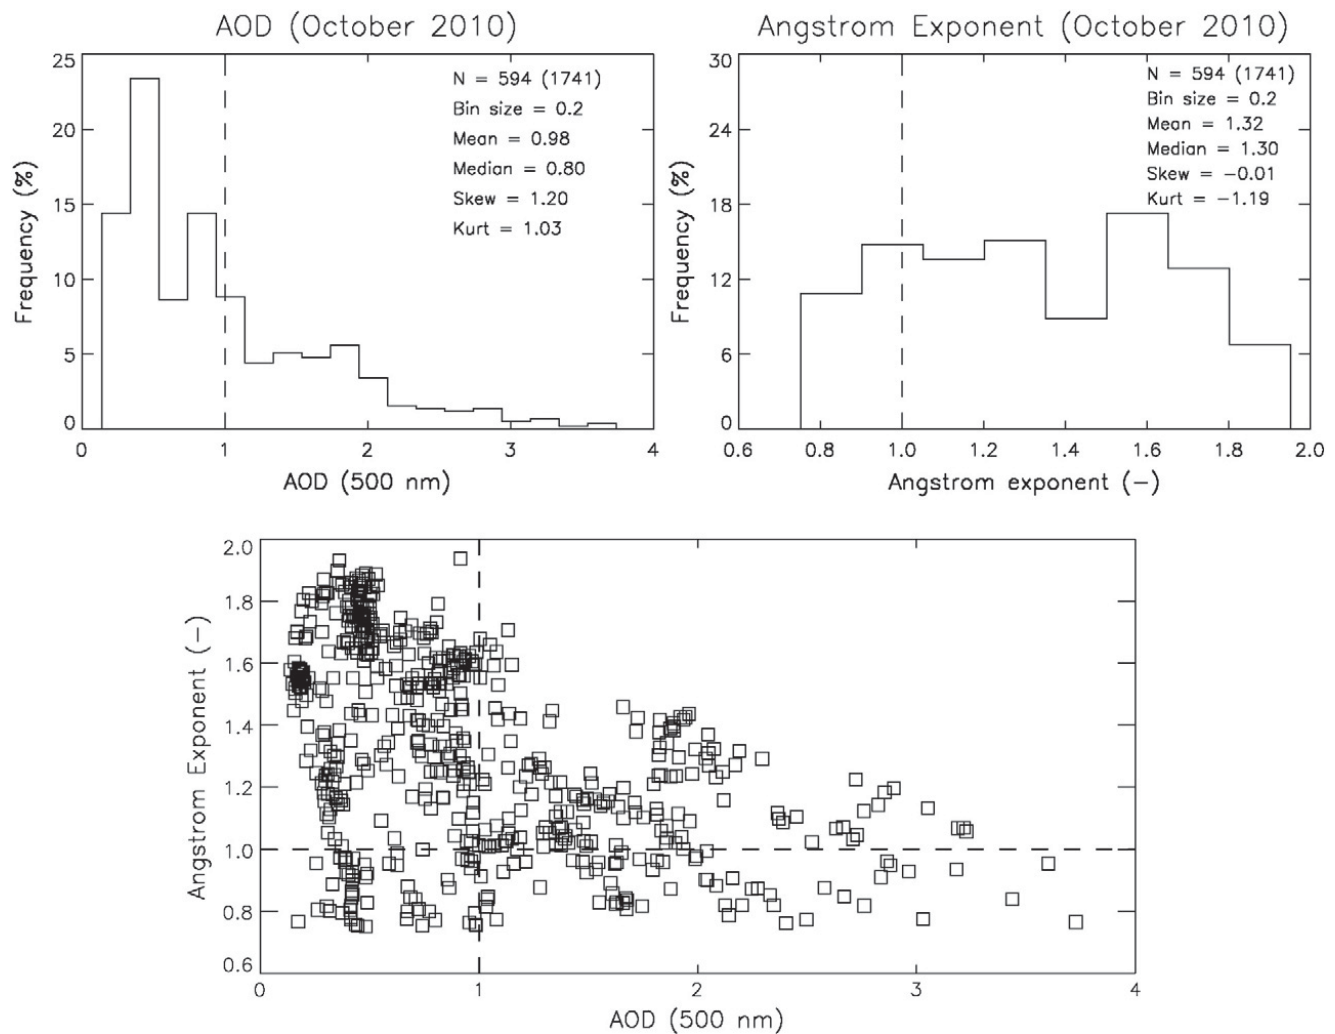 AOD (October 2010)
25
20
15
10
5
0
Frequency (%)
N = 594 (1741)
Bin size = 0.2
Mean = 0.98
Median = 0.80
Skew = 1.20
Kurt = 1.03
0 1 2 3 4
AOD (500 nm)
Angstrom Exponent (October 2010)
30
24
18
12
6
0
Frequency (%)
N = 594 (1741)
Bin size = 0.2
Mean = 1.32
Median = 1.30
Skew = -0.01
Kurt = -1.19
0.6 0.8 1.0 1.2 1.4 1.6 1.8 2.0
Angstrom exponent (-)
2.0
1.8
1.6
1.4
1.2
1.0
0.8
0.6
Angstrom Exponent (-)
0 1 2 3 4
AOD (500 nm)